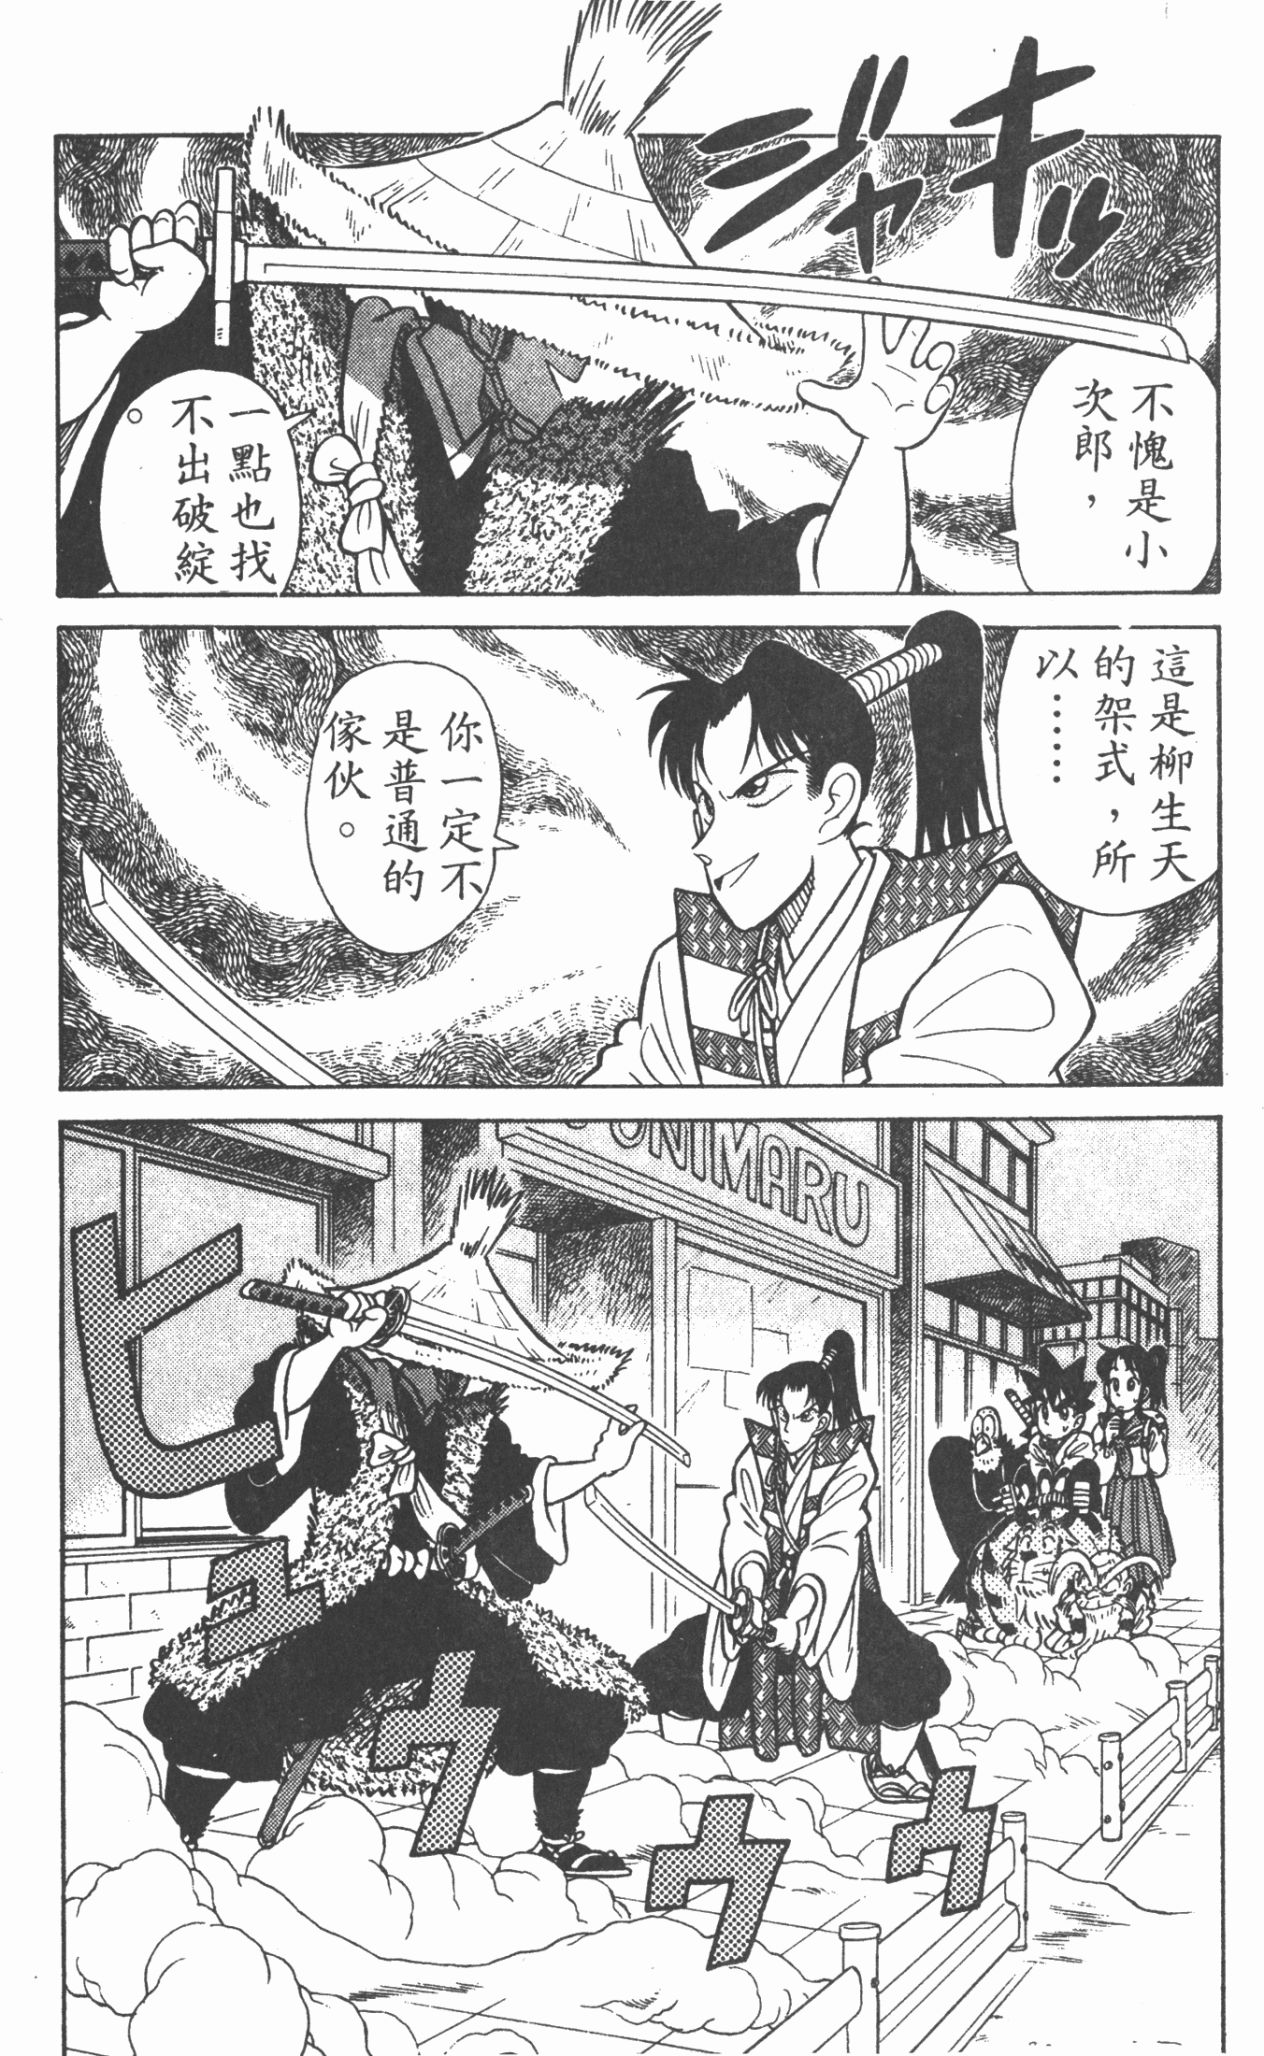 ジャキッ
不愧是小
次郎，
一點也找
不出破綻
。
這是柳生天
的架式，所
以……
你一定不
是普通的
傢伙。
ONIMARU
ヒュウウウ